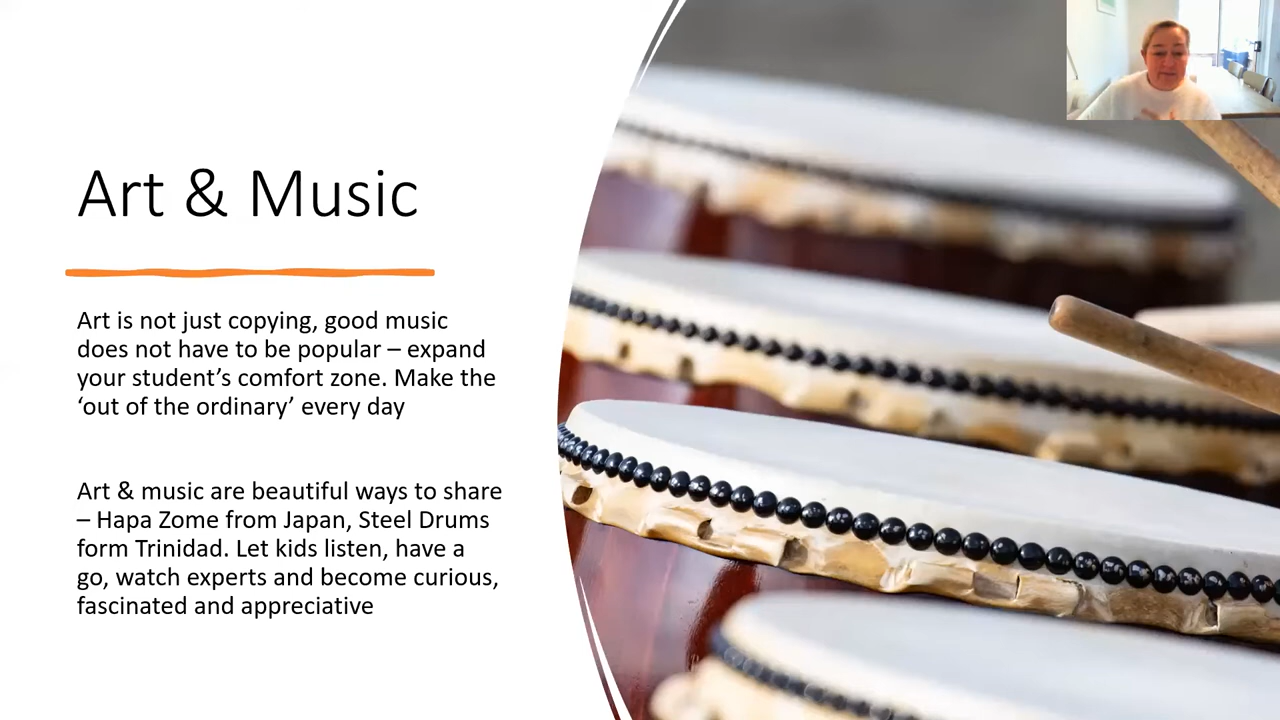 Art & Music
Art is not just copying, good music
does not have to be popular – expand
your student’s comfort zone. Make the
‘out of the ordinary’ every day
Art & music are beautiful ways to share
– Hapa Zome from Japan, Steel Drums
form Trinidad. Let kids listen, have a
go, watch experts and become curious,
fascinated and appreciative